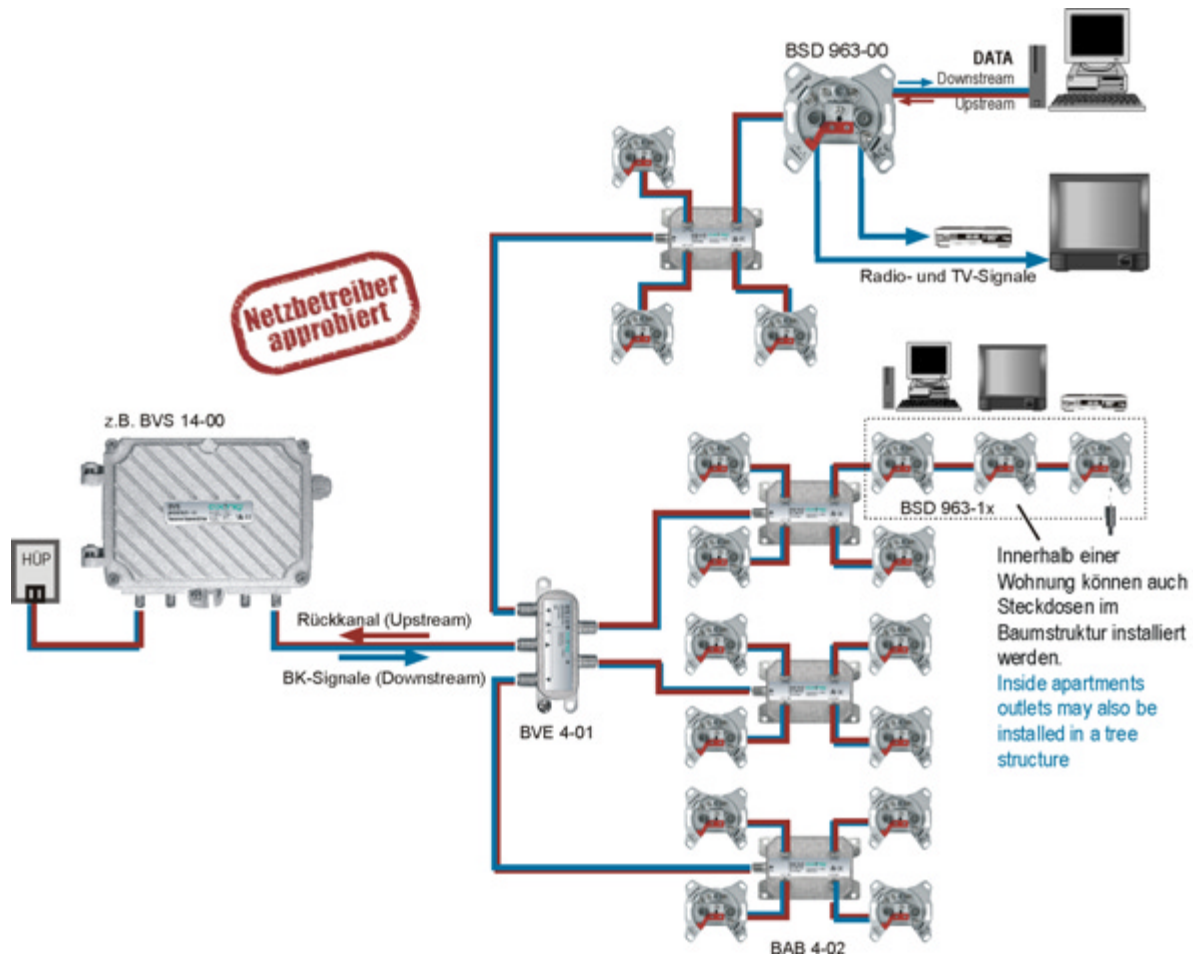 BSD 963-00
DATA
Downstream
Upstream
Radio- und TV-Signale
Netzbetreiber
approbiert
z.B. BVS 14-00
HÜP
Rückkanal (Upstream)
BK-Signale (Downstream)
BVE 4-01
BSD 963-1x
Innerhalb einer
Wohnung können auch
Steckdosen im
Baumstruktur installiert
werden.
Inside apartments
outlets may also be
installed in a tree
structure
BAB 4-02